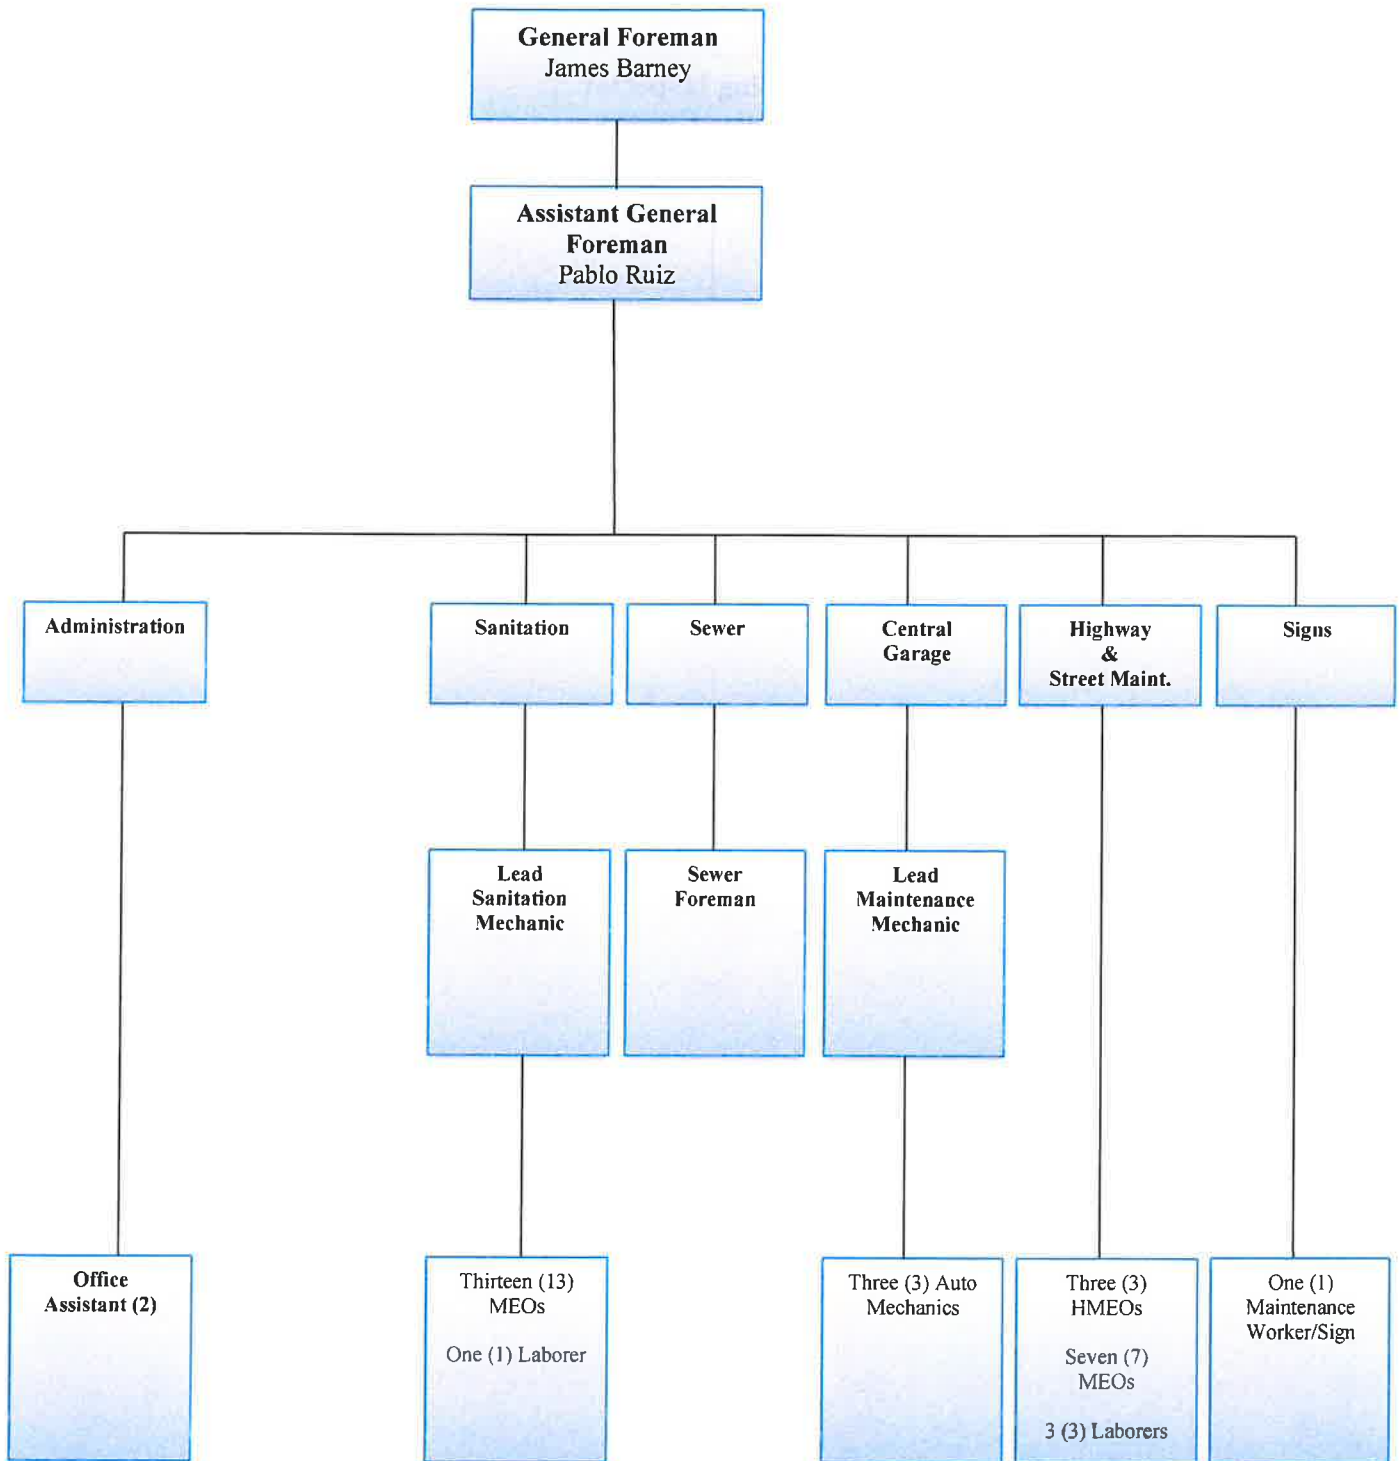 General Foreman
James Barney
Assistant General
Foreman
Pablo Ruiz
Administration
Sanitation
Sewer
Central
Garage
Highway
&
Street Maint.
Signs
Lead
Sanitation
Mechanic
Sewer
Foreman
Lead
Maintenance
Mechanic
Office
Assistant (2)
Thirteen (13)
MEOs
One (1) Laborer
Three (3) Auto
Mechanics
Three (3)
HMEOs
Seven (7)
MEOs
3 (3) Laborers
One (1)
Maintenance
Worker/Sign